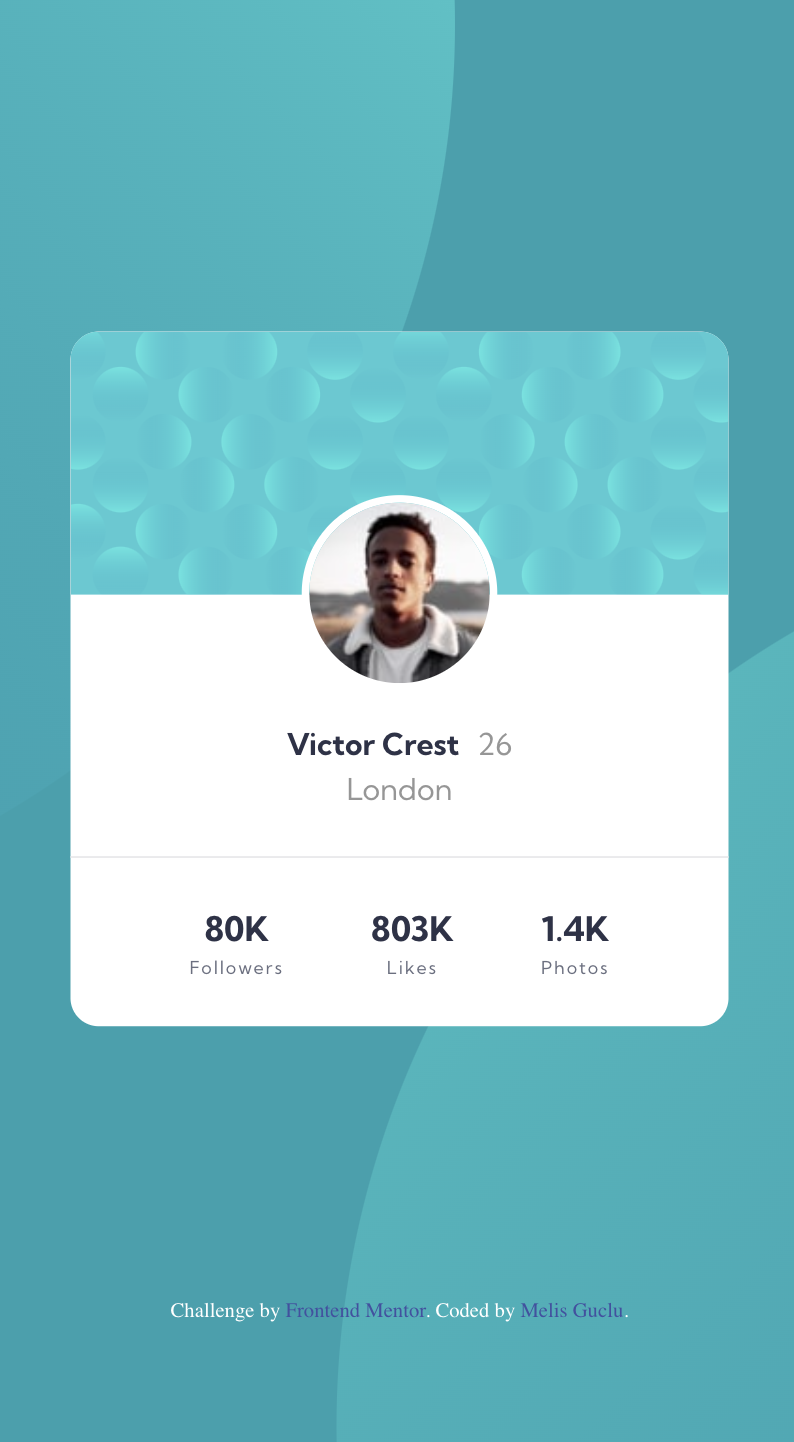 Victor Crest 26
London
80K 803K 1.4K
Followers Likes Photos
Challenge by Frontend Mentor. Coded by Melis Guclu.